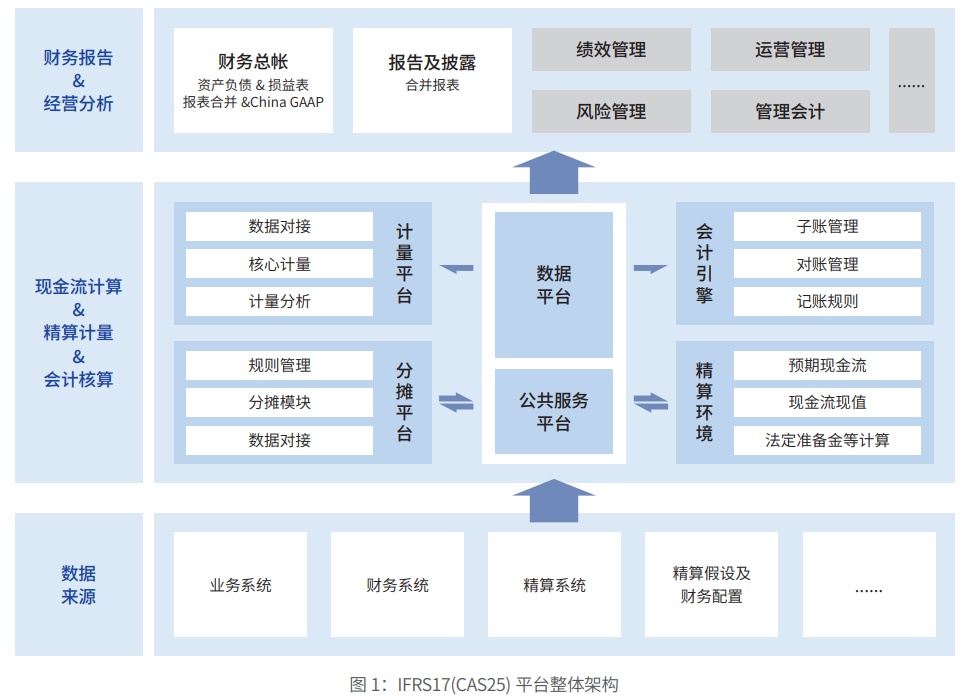 财务报告
&
经营分析
财务总帐
资产负债 & 损益表
报表合并 &China GAAP
报告及披露
合并报表
绩效管理
运营管理
风险管理
管理会计
......
现金流计算
&
精算计量
&
会计核算
数据对接
核心计量
计量分析
计量平台
规则管理
分摊模块
数据对接
分摊平台
数据
平台
公共服务
平台
会计引擎
子账管理
对账管理
记账规则
精算环境
预期现金流
现金流现值
法定准备金等计算
数据
来源
业务系统
财务系统
精算系统
精算假设及
财务配置
......
图 1：IFRS17(CAS25) 平台整体架构